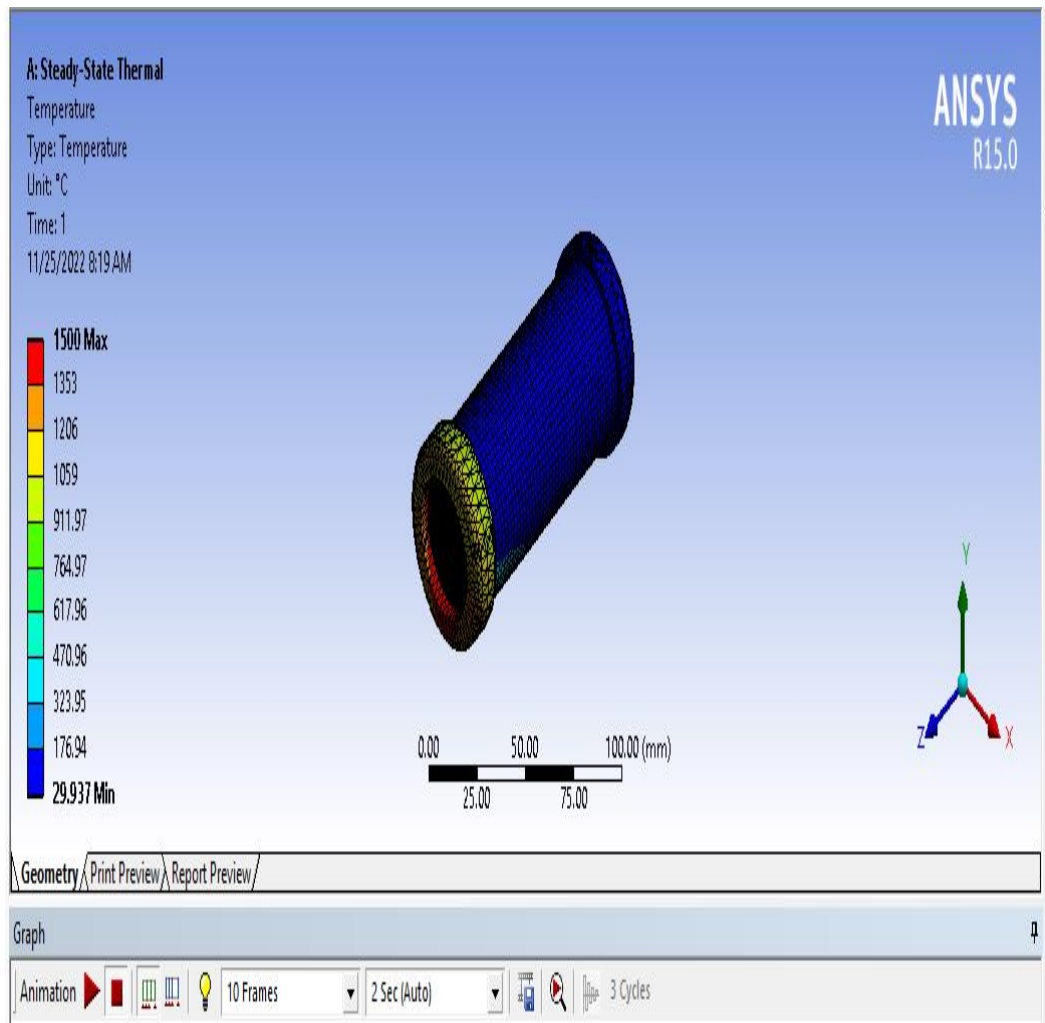 A: Steady-State Thermal
Temperature
Type: Temperature
Unit: °C
Time: 1
11/25/2022 8:19 AM
ANSYS
R15.0
1500 Max
1353
1206
1059
911.97
764.97
617.96
470.96
323.95
176.94
29.937 Min
0.00 50.00 100.00 (mm)
25.00 75.00
Y
Z X
Geometry Print Preview Report Preview
Graph
Animation 10 Frames 2 Sec (Auto) 3 Cycles